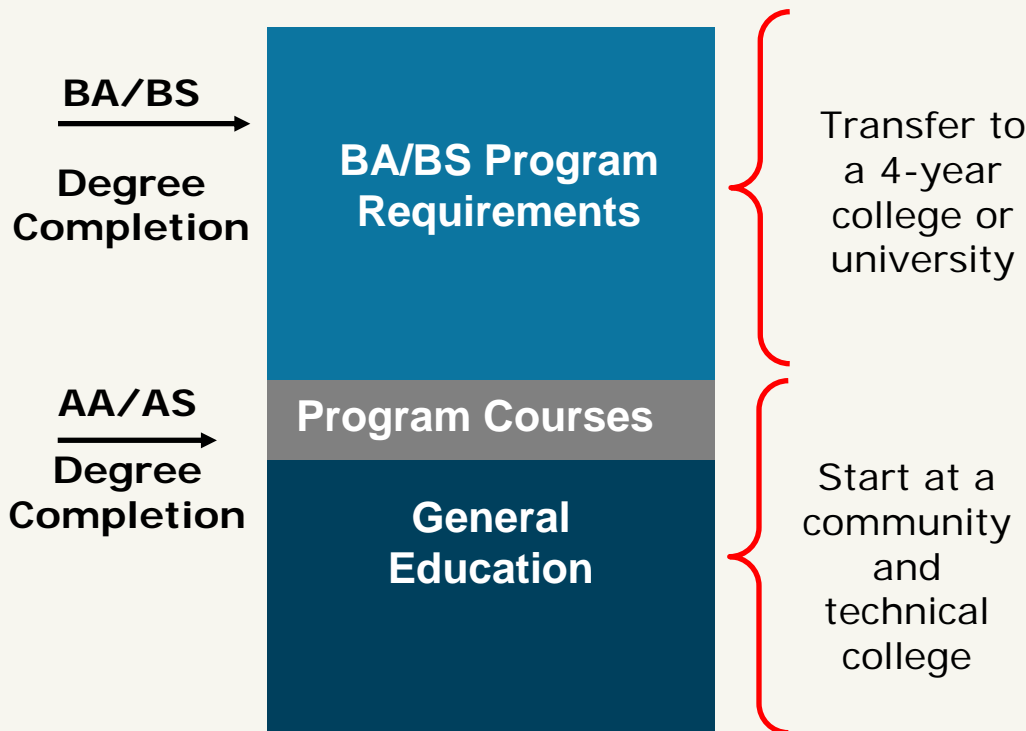 BA/BS
Degree
Completion
BA/BS Program
Requirements
Transfer to
a 4-year
college or
university
AA/AS
Degree
Completion
Program Courses
General
Education
Start at a
community
and
technical
college